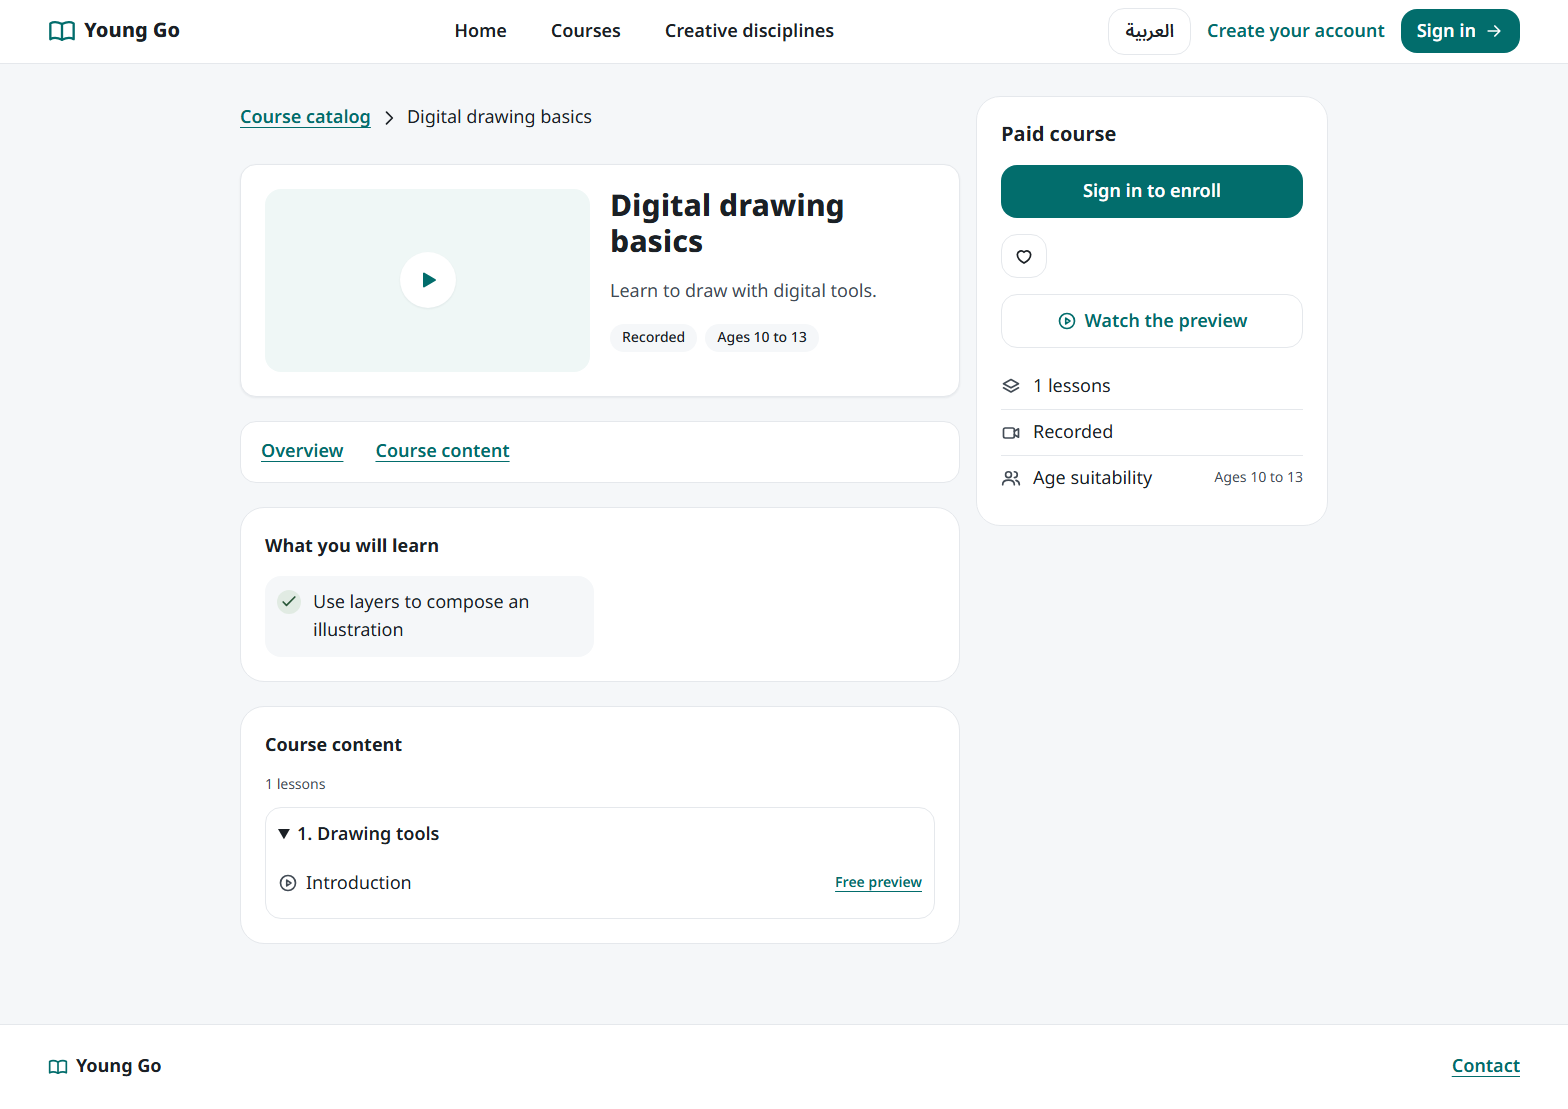 Young Go
Home
Courses
Creative disciplines
العربية
Create your account
Sign in
Course catalog
Digital drawing basics
Digital drawing
basics
Learn to draw with digital tools.
Recorded
Ages 10 to 13
Overview
Course content
What you will learn
Use layers to compose an
illustration
Course content
1 lessons
1. Drawing tools
Introduction
Free preview
Paid course
Sign in to enroll
Watch the preview
1 lessons
Recorded
Age suitability
Ages 10 to 13
Young Go
Contact